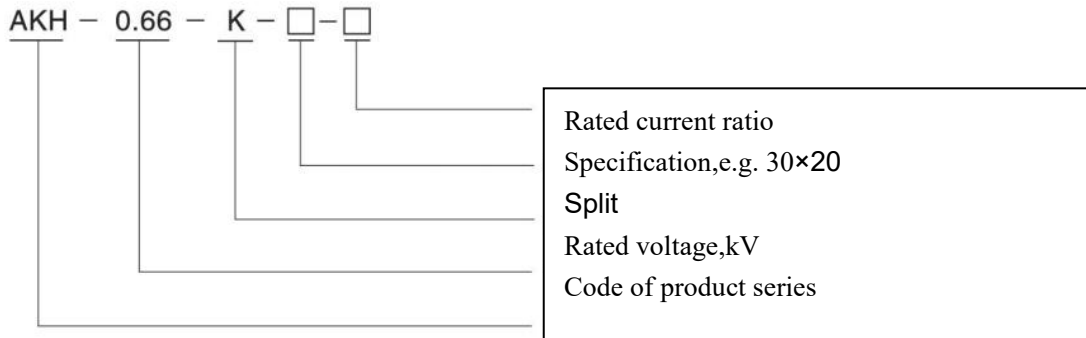 AKH - 0.66 - K - □-□
Rated current ratio
Specification,e.g. 30×20
Split
Rated voltage,kV
Code of product series